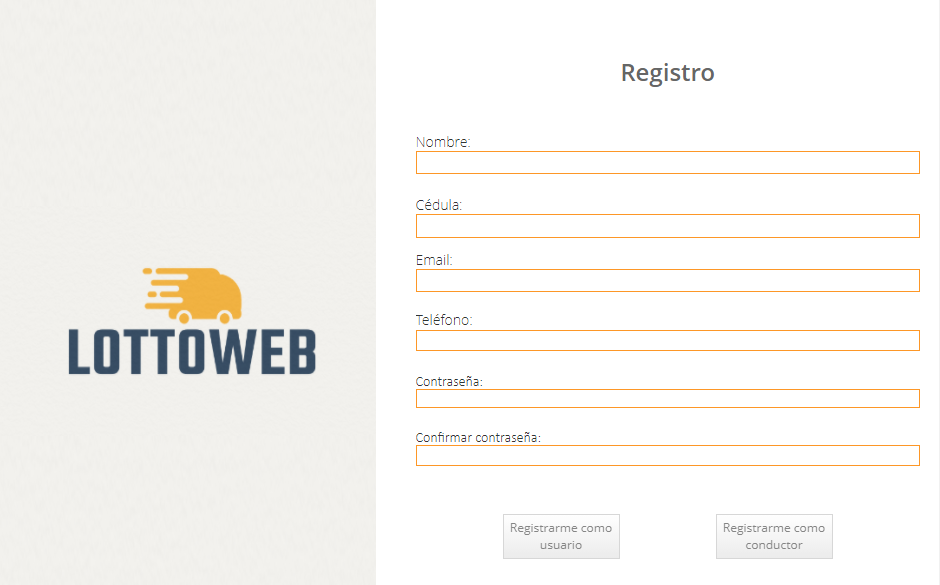 Registro
Nombre:
Cédula:
Email:
Teléfono:
Contraseña:
Confirmar contraseña:
LOTTOWEB
Registrarme como
usuario
Registrarme como
conductor